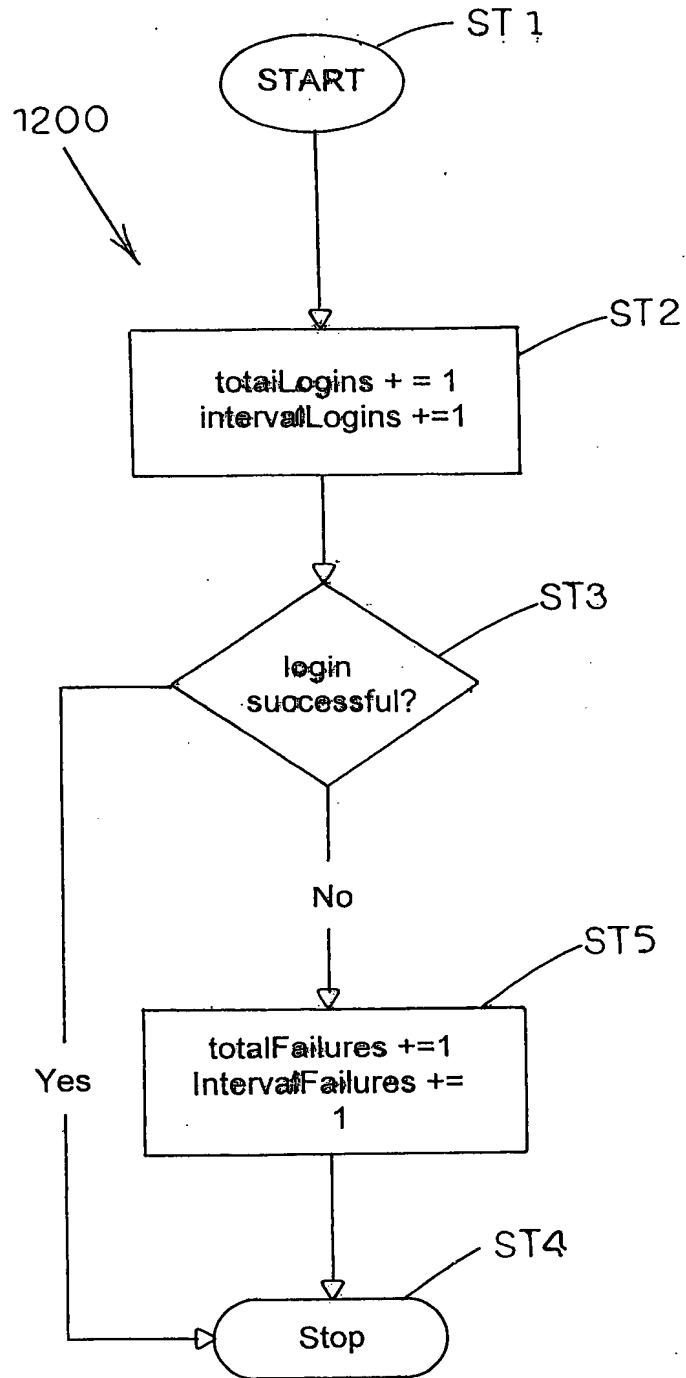 ST 1
START
1200
ST2
totalLogins + = 1
intervalLogins +=1
ST3
login
successful?
No
ST5
totalFailures +=1
IntervalFailures +=
1
Yes
ST4
Stop